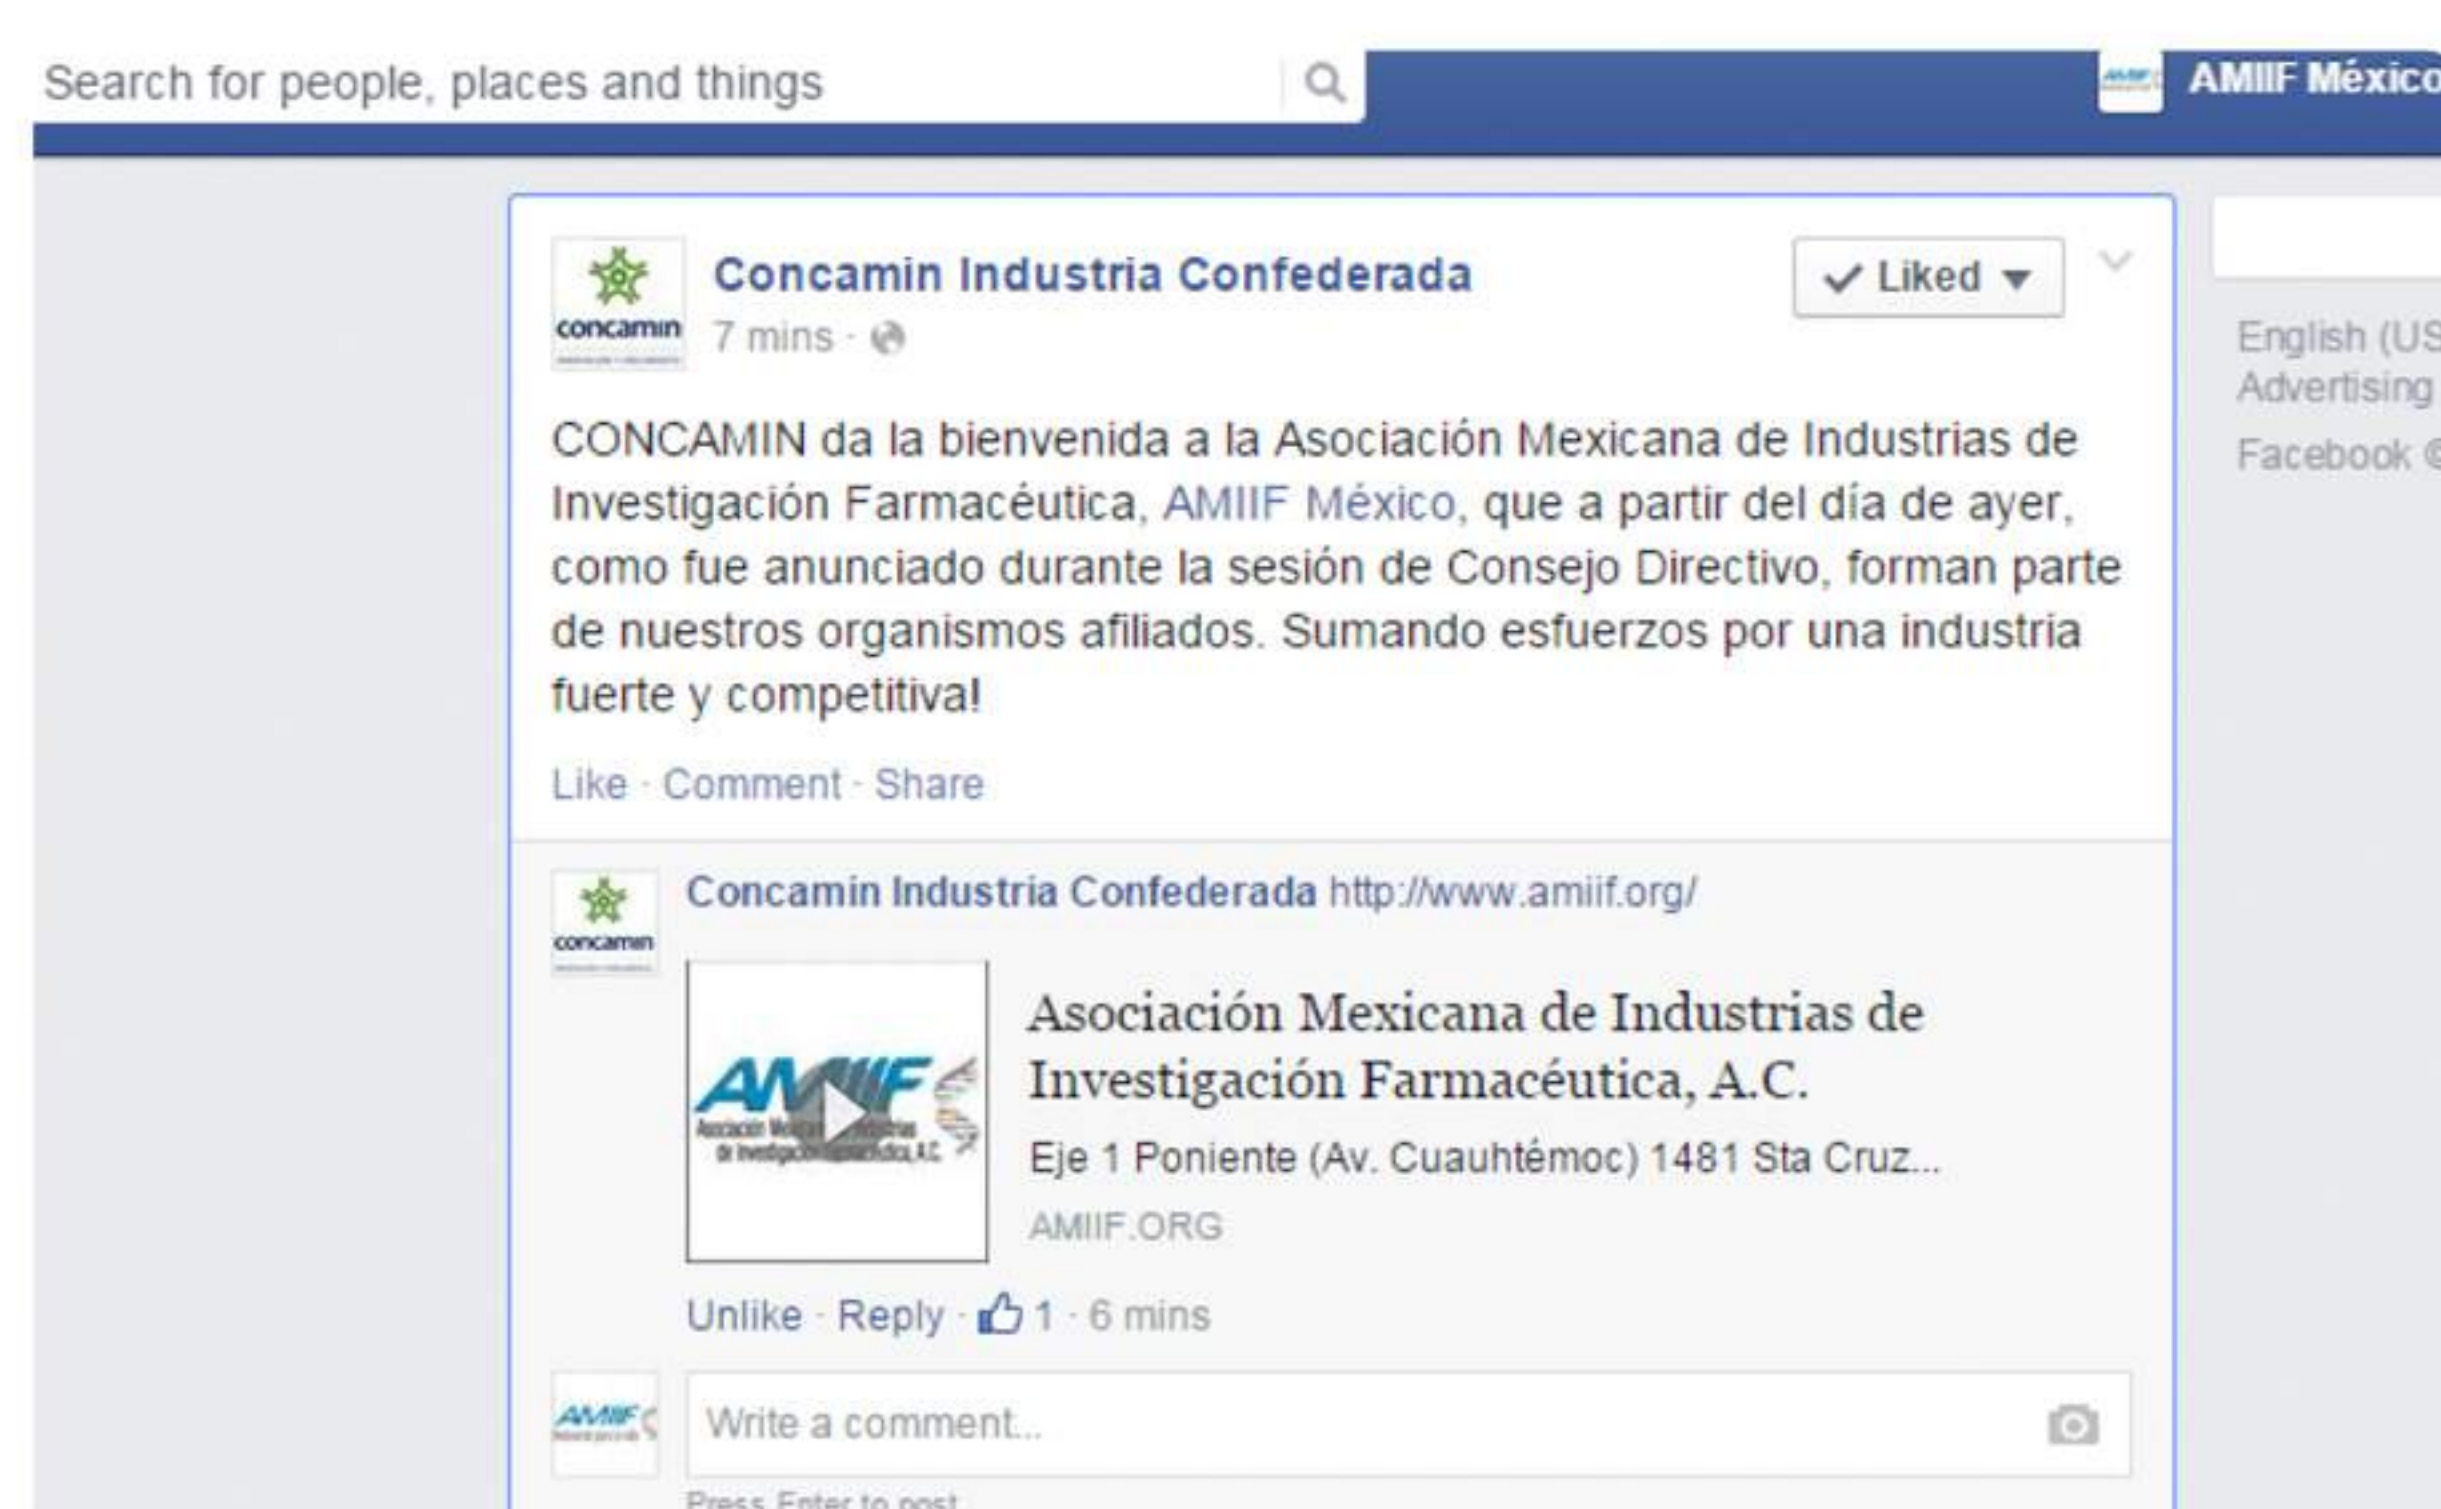 Search for people, places and things
AMIIF México
Concamin Industria Confederada
Liked
concamin
7 mins ·
English (US
Advertising
Facebook ©
CONCAMIN da la bienvenida a la Asociación Mexicana de Industrias de
Investigación Farmacéutica, AMIIF México, que a partir del día de ayer,
como fue anunciado durante la sesión de Consejo Directivo, forman parte
de nuestros organismos afiliados. Sumando esfuerzos por una industria
fuerte y competitiva!
Like · Comment · Share
Concamin Industria Confederada http://www.amiif.org/
concamin
Asociación Mexicana de Industrias de
Investigación Farmacéutica, A.C.
AMIIF
Asociación
Eje 1 Poniente (Av. Cuauhtémoc) 1481 Sta Cruz...
AMIIF.ORG
Unlike · Reply · 1 · 6 mins
AMIIF
Write a comment...
Press Enter to post.